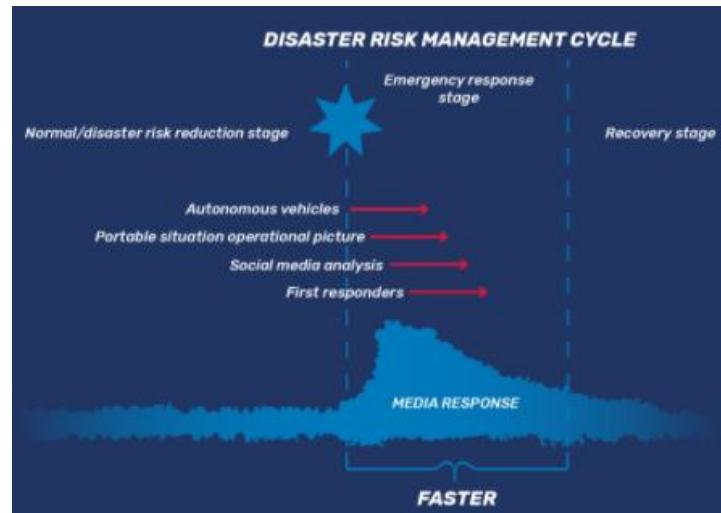 DISASTER RISK MANAGEMENT CYCLE
Emergency response
stage
Normal/disaster risk reduction stage
Recovery stage
Autonomous vehicles
Portable situation operational picture
Social media analysis
First responders
MEDIA RESPONSE
FASTER